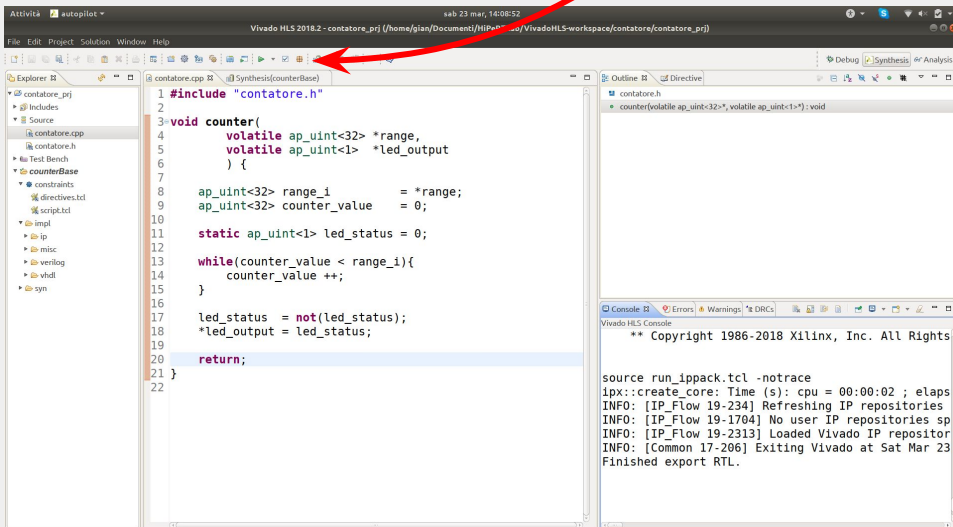 Attività autopilot sab 23 mar, 14:08:52
Vivado HLS 2018.2 - contatore_prj (/home/gian/Documenti/HiPeR /VivadoHLS-workspace/contatore/contatore_prj)
File Edit Project Solution Window Help
Debug Synthesis Analysis
Explorer
contatore_prj
Includes
Source
contatore.cpp
contatore.h
Test Bench
counterBase
constraints
directives.tcl
script.tcl
impl
ip
misc
verilog
vhdl
syn
contatore.cpp Synthesis(counterBase)
1 #include "contatore.h"
2
3 void counter(
4 volatile ap_uint<32> *range,
5 volatile ap_uint<1> *led_output
6 ) {
7
8 ap_uint<32> range_i = *range;
9 ap_uint<32> counter_value = 0;
10
11 static ap_uint<1> led_status = 0;
12
13 while(counter_value < range_i){
14 counter_value ++;
15 }
16
17 led_status = not(led_status);
18 *led_output = led_status;
19
20 return;
21 }
22
Outline Directive
contatore.h
counter(volatile ap_uint<32>*, volatile ap_uint<1>*) : void
Console Errors Warnings DRCs
Vivado HLS Console
** Copyright 1986-2018 Xilinx, Inc. All Rights
source run_ippack.tcl -notrace
ipx::create_core: Time (s): cpu = 00:00:02 ; elaps
INFO: [IP_Flow 19-234] Refreshing IP repositories
INFO: [IP_Flow 19-1704] No user IP repositories sp
INFO: [IP_Flow 19-2313] Loaded Vivado IP repositor
INFO: [Common 17-206] Exiting Vivado at Sat Mar 23
Finished export RTL.